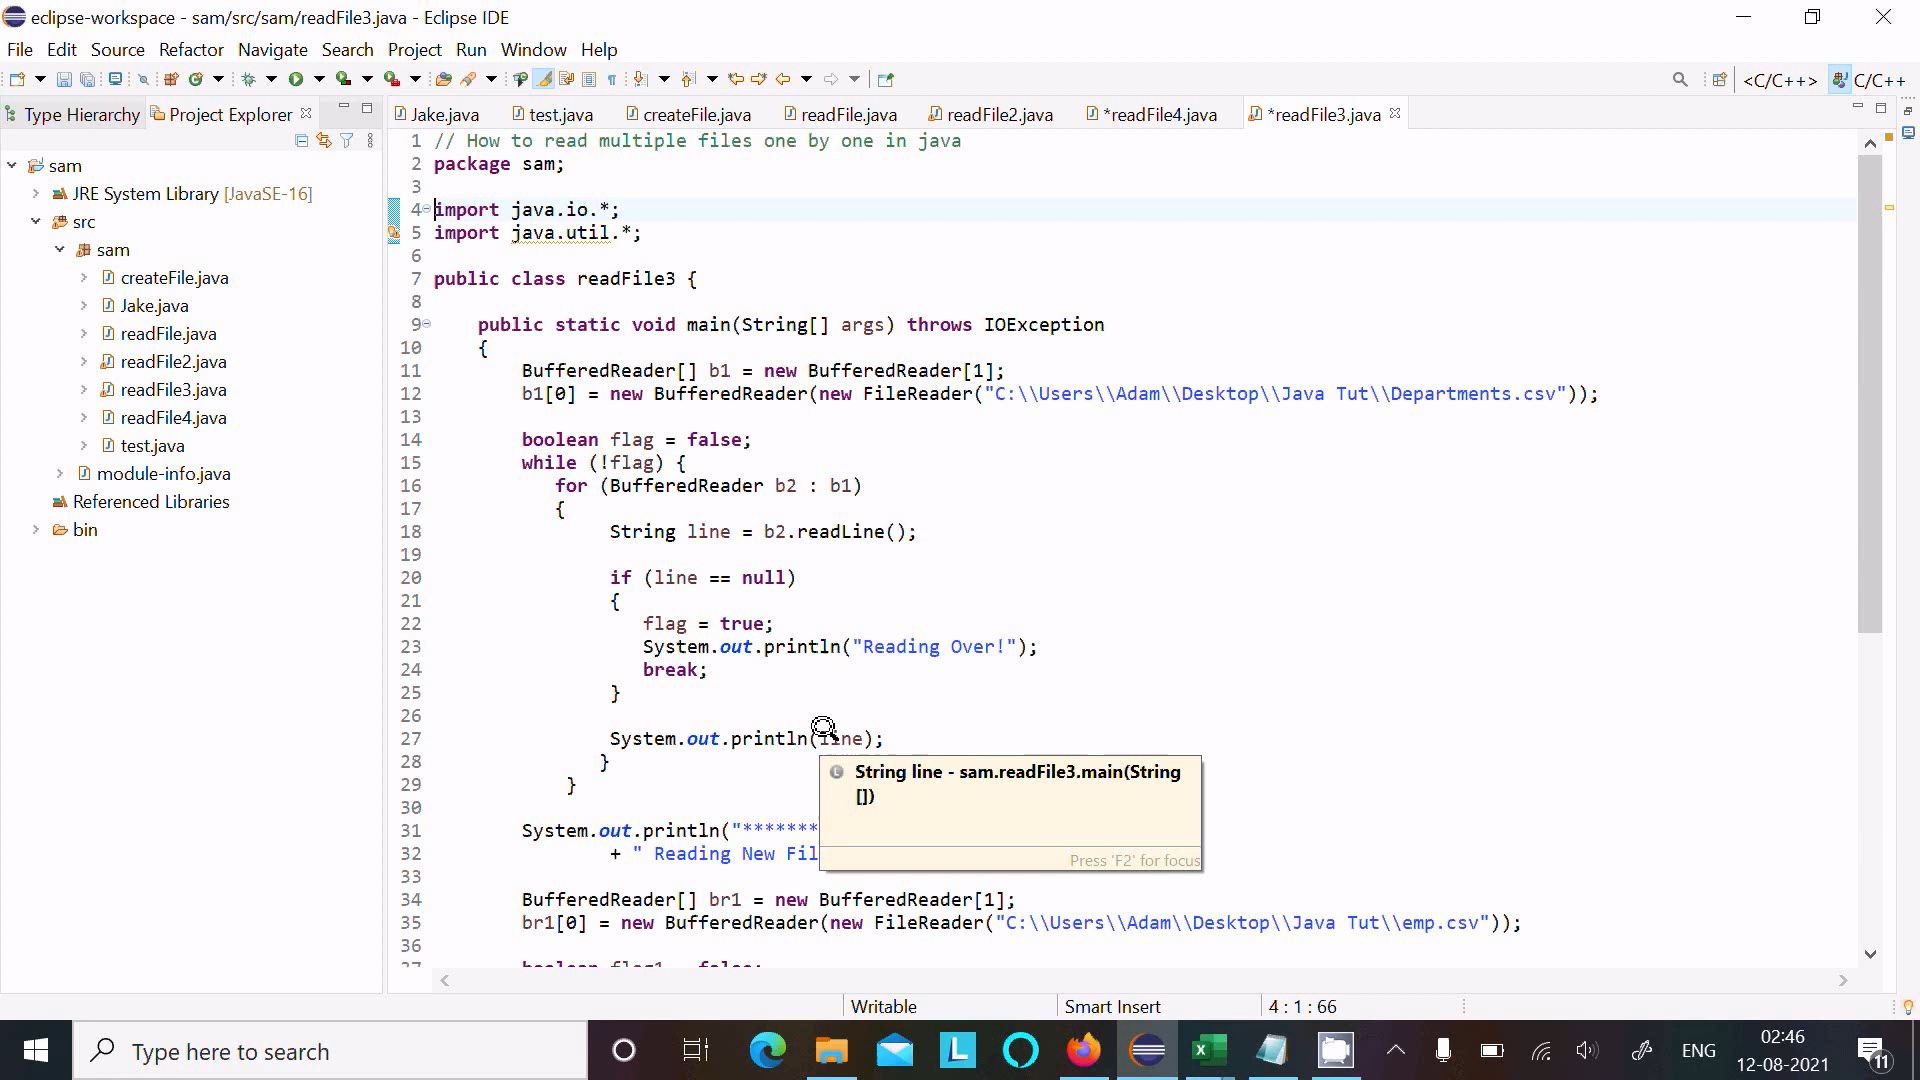 eclipse-workspace - sam/src/sam/readFile3.java - Eclipse IDE
File Edit Source Refactor Navigate Search Project Run Window Help
<C/C++> C/C++
Type Hierarchy Project Explorer
Jake.java test.java createFile.java readFile.java readFile2.java *readFile4.java *readFile3.java
sam
JRE System Library [JavaSE-16]
src
sam
createFile.java
Jake.java
readFile.java
readFile2.java
readFile3.java
readFile4.java
test.java
module-info.java
Referenced Libraries
bin
1 // How to read multiple files one by one in java
2 package sam;
3
4 import java.io.*;
5 import java.util.*;
6
7 public class readFile3 {
8
9 public static void main(String[] args) throws IOException
10 {
11 BufferedReader[] b1 = new BufferedReader[1];
12 b1[0] = new BufferedReader(new FileReader("C:\\Users\\Adam\\Desktop\\Java Tut\\Departments.csv"));
13
14 boolean flag = false;
15 while (!flag) {
16 for (BufferedReader b2 : b1)
17 {
18 String line = b2.readLine();
19
20 if (line == null)
21 {
22 flag = true;
23 System.out.println("Reading Over!");
24 break;
25 }
26
27 System.out.println(line);
28 }
29 }
30
31 System.out.println("*******
32 + " Reading New Fil
33
34 BufferedReader[] br1 = new BufferedReader[1];
35 br1[0] = new BufferedReader(new FileReader("C:\\Users\\Adam\\Desktop\\Java Tut\\emp.csv"));
36
String line - sam.readFile3.main(String
[])
Press 'F2' for focus
Writable Smart Insert 4 : 1 : 66
Type here to search
ENG
02:46
12-08-2021
11